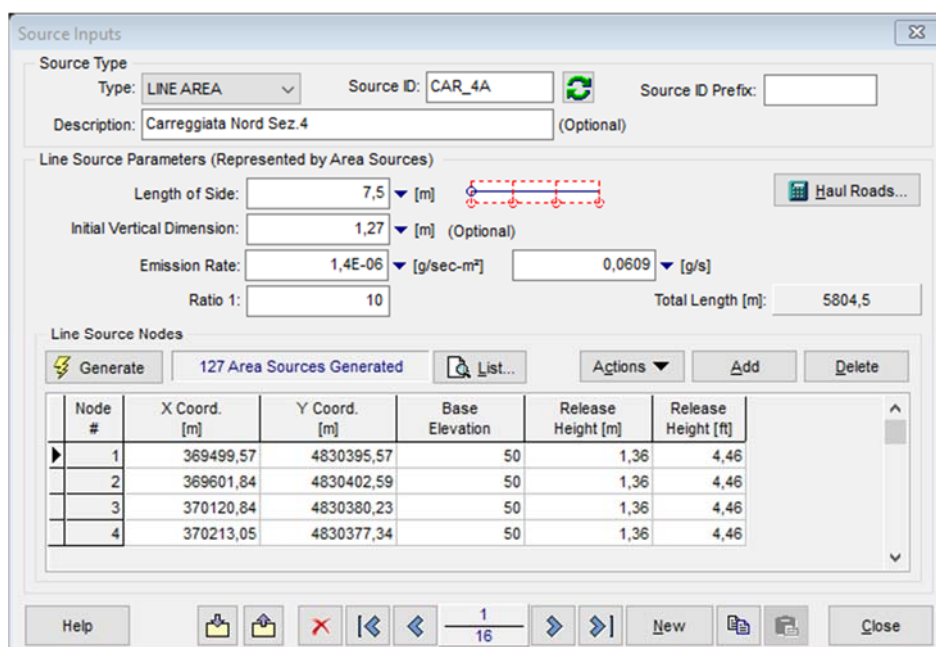 Source Inputs
Source Type
Type: LINE AREA Source ID: CAR_4A Source ID Prefix:
Description: Carreggiata Nord Sez.4 (Optional)
Line Source Parameters (Represented by Area Sources)
Length of Side: 7,5 [m] Haul Roads...
Initial Vertical Dimension: 1,27 [m] (Optional)
Emission Rate: 1,4E-06 [g/sec-m²] 0,0609 [g/s]
Ratio 1: 10 Total Length [m]: 5804,5
Line Source Nodes
Generate 127 Area Sources Generated List... Actions Add Delete
Node # X Coord. [m] Y Coord. [m] Base Elevation Release Height [m] Release Height [ft]
1 369499,57 4830395,57 50 1,36 4,46
2 369601,84 4830402,59 50 1,36 4,46
3 370120,84 4830380,23 50 1,36 4,46
4 370213,05 4830377,34 50 1,36 4,46
Help 1 16 New Close